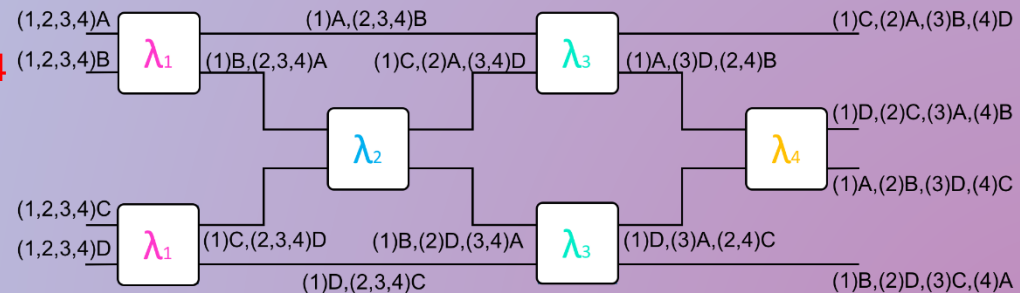 (1,2,3,4)A
(1)A,(2,3,4)B
(1)C,(2)A,(3)B,(4)D
4
(1,2,3,4)B
λ1
(1)B,(2,3,4)A
(1)C,(2)A,(3,4)D
λ3
(1)A,(3)D,(2,4)B
(1)D,(2)C,(3)A,(4)B
λ2
λ4
(1)A,(2)B,(3)D,(4)C
(1,2,3,4)C
(1,2,3,4)D
λ1
(1)C,(2,3,4)D
(1)B,(2)D,(3,4)A
λ3
(1)D,(3)A,(2,4)C
(1)D,(2,3,4)C
(1)B,(2)D,(3)C,(4)A